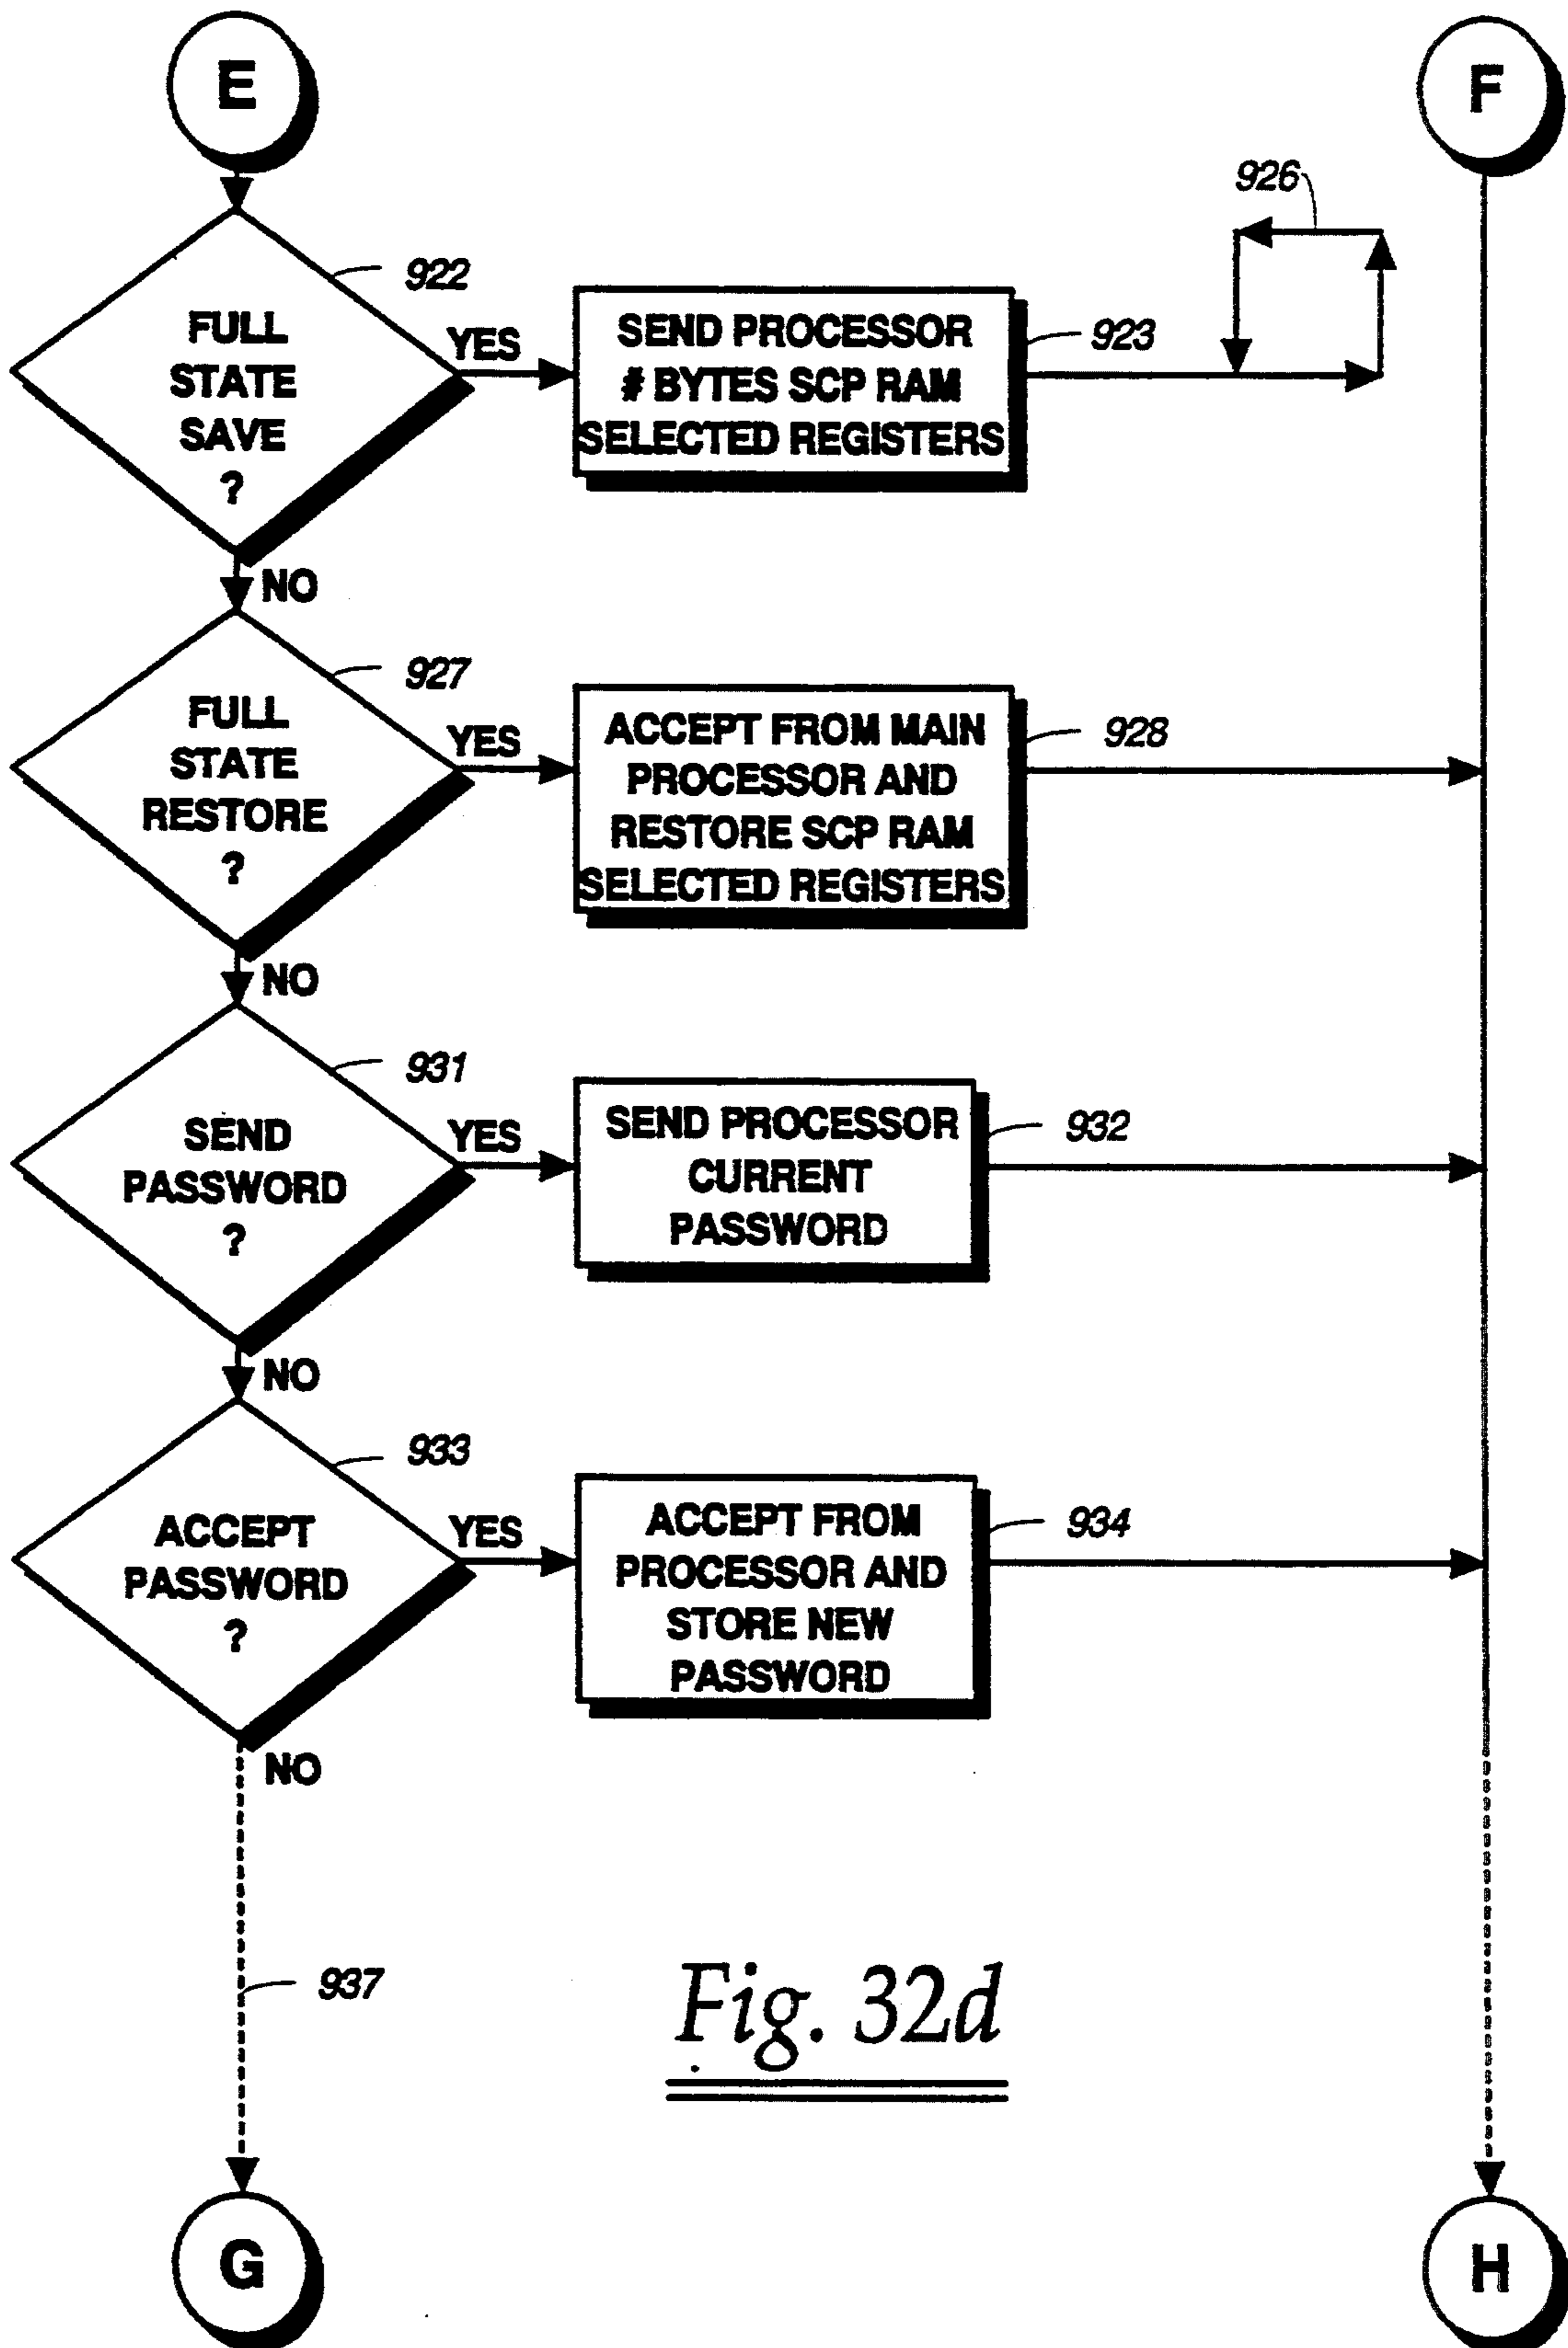 E
F
926
922
FULL
STATE
SAVE
?
YES
SEND PROCESSOR
# BYTES SCP RAM
SELECTED REGISTERS
923
NO
927
FULL
STATE
RESTORE
?
YES
ACCEPT FROM MAIN
PROCESSOR AND
RESTORE SCP RAM
SELECTED REGISTERS
928
NO
931
SEND
PASSWORD
?
YES
SEND PROCESSOR
CURRENT
PASSWORD
932
NO
933
ACCEPT
PASSWORD
?
YES
ACCEPT FROM
PROCESSOR AND
STORE NEW
PASSWORD
934
NO
937
Fig. 32d
G
H